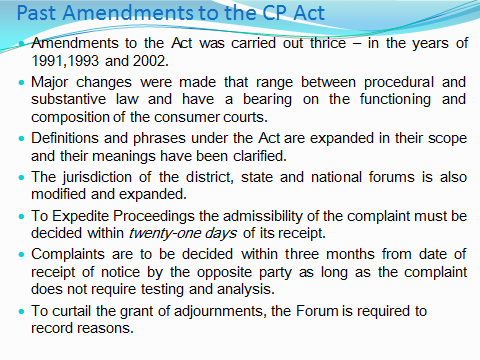 Past Amendments to the CP Act
Amendments to the Act was carried out thrice – in the years of
1991,1993 and 2002.
Major changes were made that range between procedural and
substantive law and have a bearing on the functioning and
composition of the consumer courts.
Definitions and phrases under the Act are expanded in their scope
and their meanings have been clarified.
The jurisdiction of the district, state and national forums is also
modified and expanded.
To Expedite Proceedings the admissibility of the complaint must be
decided within twenty-one days of its receipt.
Complaints are to be decided within three months from date of
receipt of notice by the opposite party as long as the complaint
does not require testing and analysis.
To curtail the grant of adjournments, the Forum is required to
record reasons.